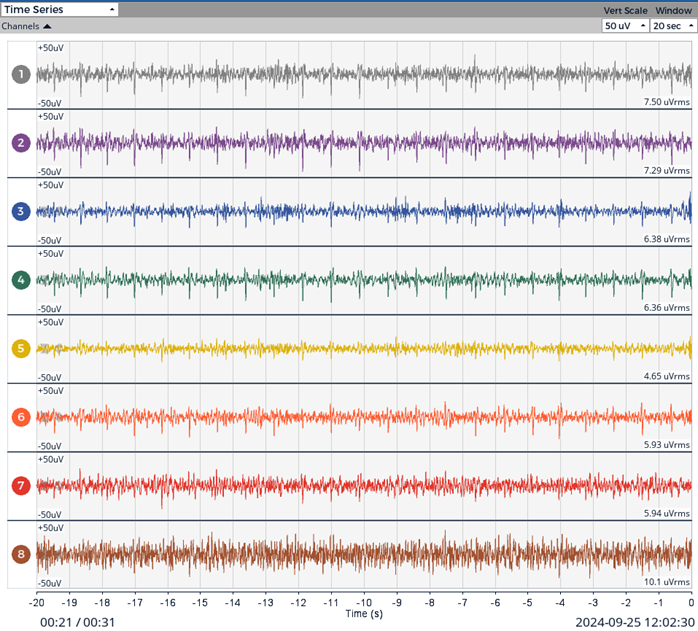 Time Series
Vert Scale Window
Channels
50 uV 20 sec
+50uV
1
-50uV
7.50 uVrms
+50uV
2
-50uV
7.29 uVrms
+50uV
3
-50uV
6.38 uVrms
+50uV
4
-50uV
6.36 uVrms
+50uV
5
-50uV
4.65 uVrms
+50uV
6
-50uV
5.93 uVrms
+50uV
7
-50uV
5.94 uVrms
+50uV
8
-50uV
10.1 uVrms
-20 -19 -18 -17 -16 -15 -14 -13 -12 -11 -10 -9 -8 -7 -6 -5 -4 -3 -2 -1 0
Time (s)
00:21 / 00:31 2024-09-25 12:02:30